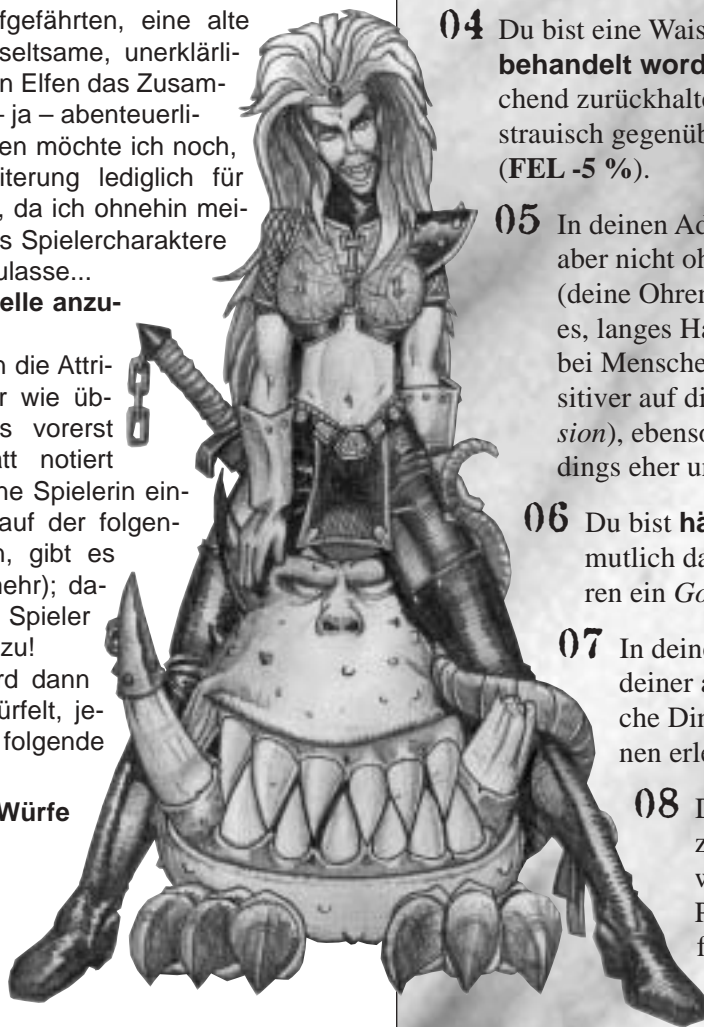 fgefährten, eine alte
seltsame, unerklärli-
n Elfen das Zusam-
– ja – abenteuerli-
en möchte ich noch,
iterung lediglich für
, da ich ohnehin mei-
s Spielercharaktere
ulasse...
elle anzu-
n die Attri-
r wie üb-
s vorerst
tt notiert
ne Spielerin ein-
auf der folgen-
n, gibt es
nehr); da-
Spieler
zu!
rd dann
ürfelt, je-
folgende
Würfe
04 Du bist eine Wais
behandelt word
chend zurückhalte
strauisch gegenüb
(FEL -5 %).
05 In deinen Ad
aber nicht oh
(deine Ohren
es, langes Ha
bei Mensche
sitiver auf di
sion), ebenso
dings eher u
06 Du bist hä
mutlich da
ren ein Go
07 In deine
deiner a
che Din
nen erle
08 D
z
w
P
f